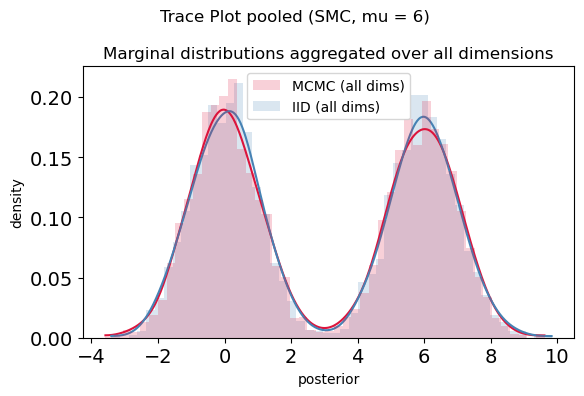 Trace Plot pooled (SMC, mu = 6)
Marginal distributions aggregated over all dimensions
MCMC (all dims)
IID (all dims)
density
0.20
0.15
0.10
0.05
0.00
−4 −2 0 2 4 6 8 10
posterior